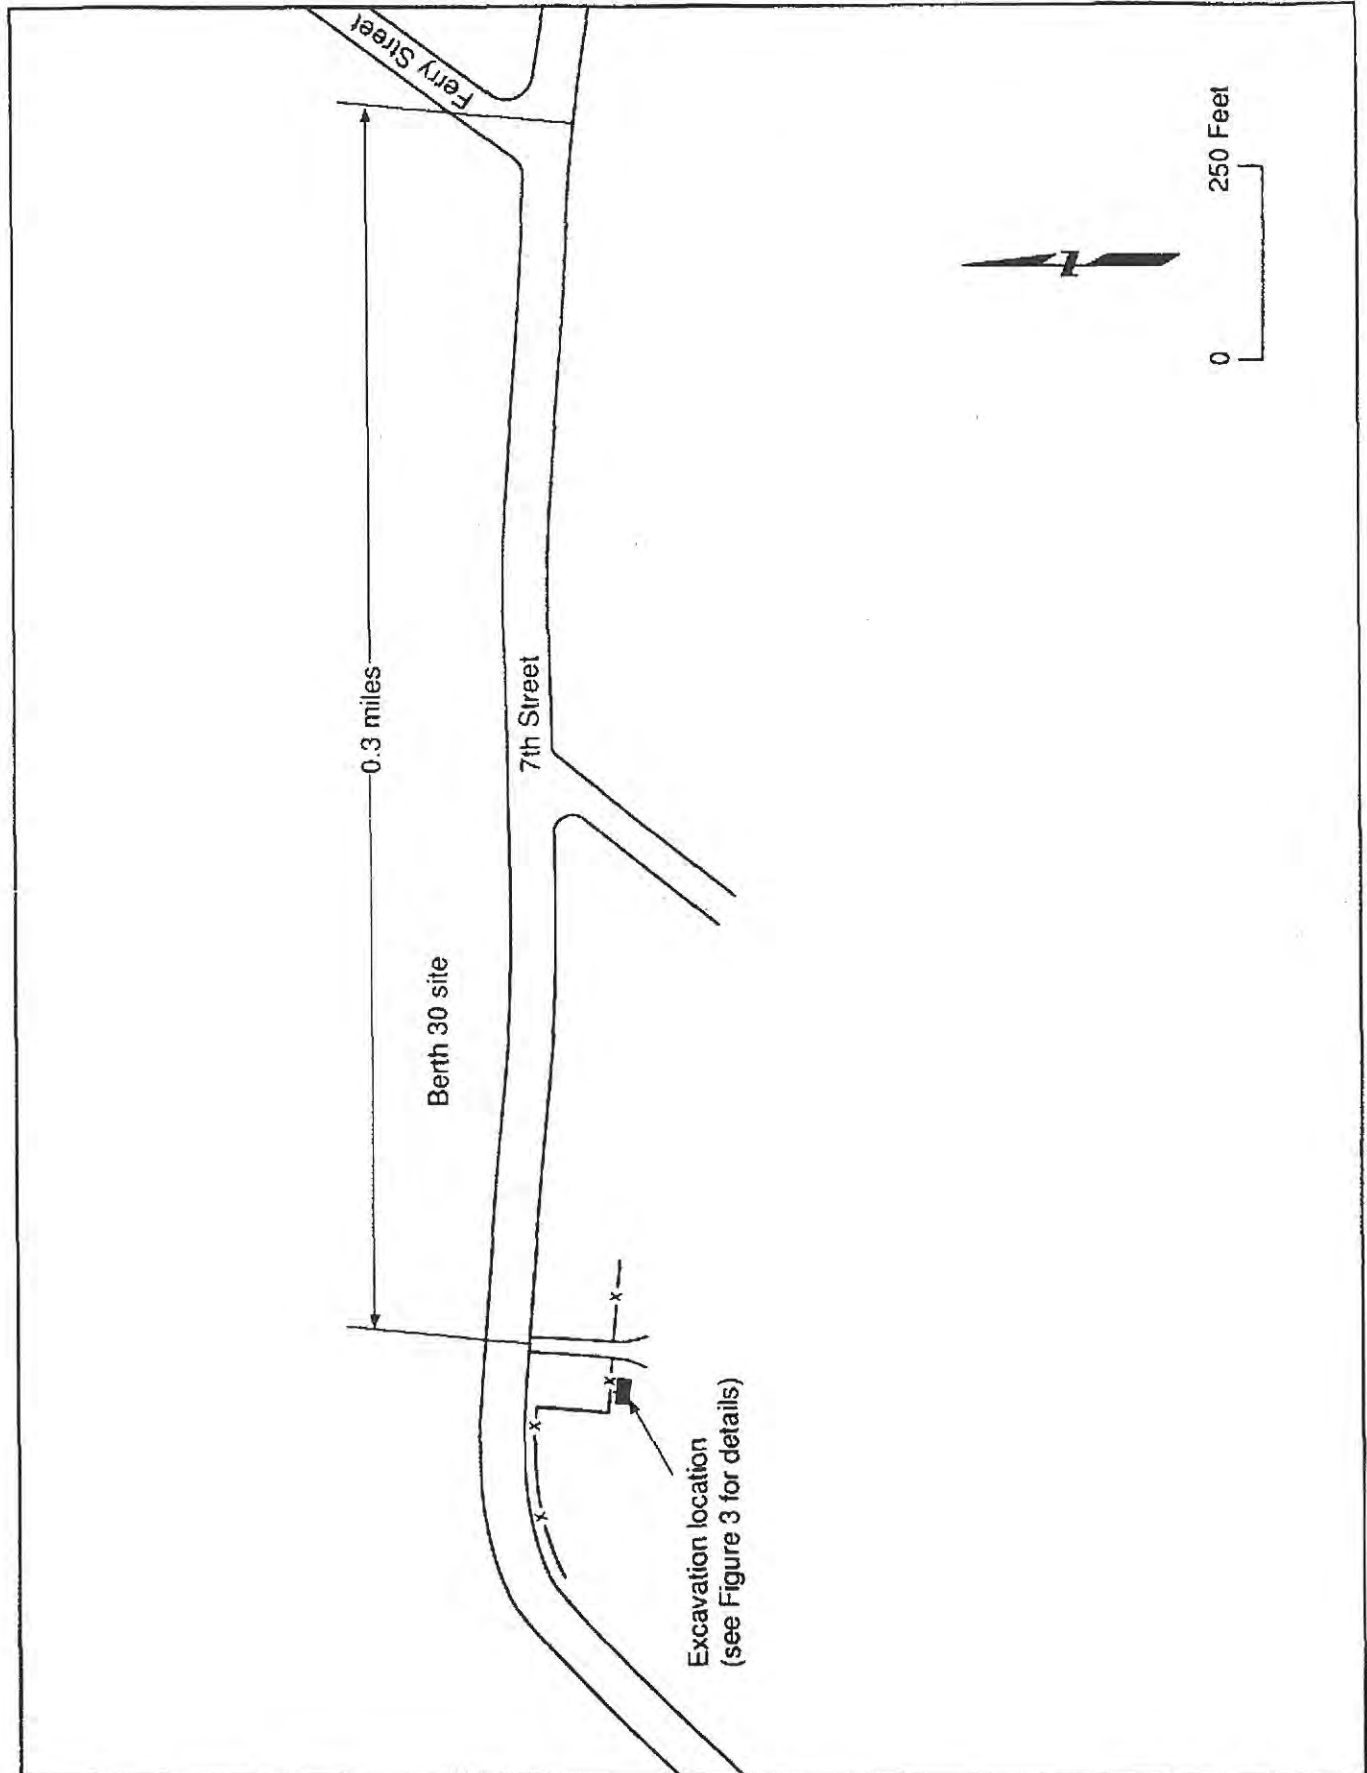 Ferry Street
0.3 miles
7th Street
Berth 30 site
Excavation location
(see Figure 3 for details)
N
0 250 Feet
x
x
x
x